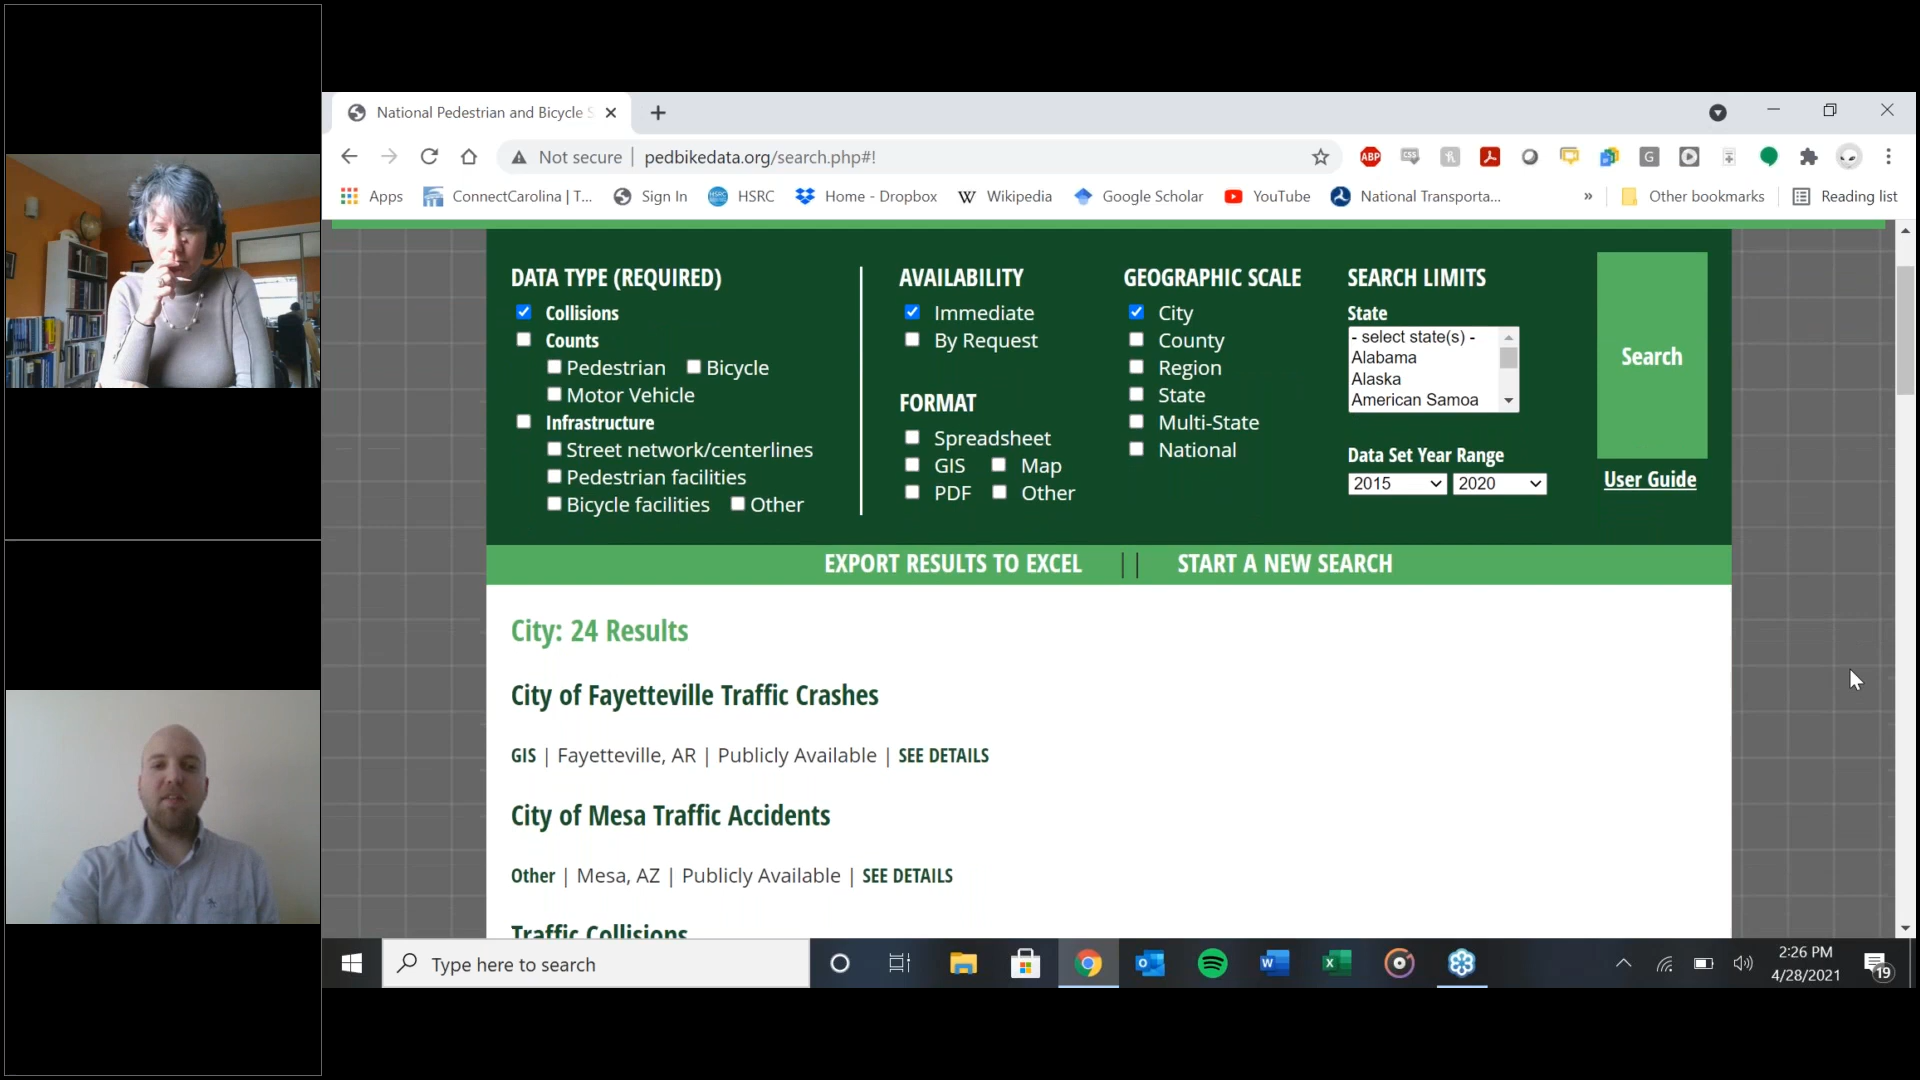 National Pedestrian and Bicycle S
Not secure | pedbikedata.org/search.php#!
ABP
CSS
G
Apps
ConnectCarolina | T...
Sign In
HSRC
Home - Dropbox
W Wikipedia
Google Scholar
YouTube
National Transporta...
»
Other bookmarks
Reading list
DATA TYPE (REQUIRED)
Collisions
Counts
Pedestrian Bicycle
Motor Vehicle
Infrastructure
Street network/centerlines
Pedestrian facilities
Bicycle facilities Other
AVAILABILITY
Immediate
By Request
FORMAT
Spreadsheet
GIS Map
PDF Other
GEOGRAPHIC SCALE
City
County
Region
State
Multi-State
National
SEARCH LIMITS
State
- select state(s) -
Alabama
Alaska
American Samoa
Data Set Year Range
2015 2020
Search
User Guide
EXPORT RESULTS TO EXCEL || START A NEW SEARCH
City: 24 Results
City of Fayetteville Traffic Crashes
GIS | Fayetteville, AR | Publicly Available | SEE DETAILS
City of Mesa Traffic Accidents
Other | Mesa, AZ | Publicly Available | SEE DETAILS
Traffic Collisions
Type here to search
2:26 PM
4/28/2021
19